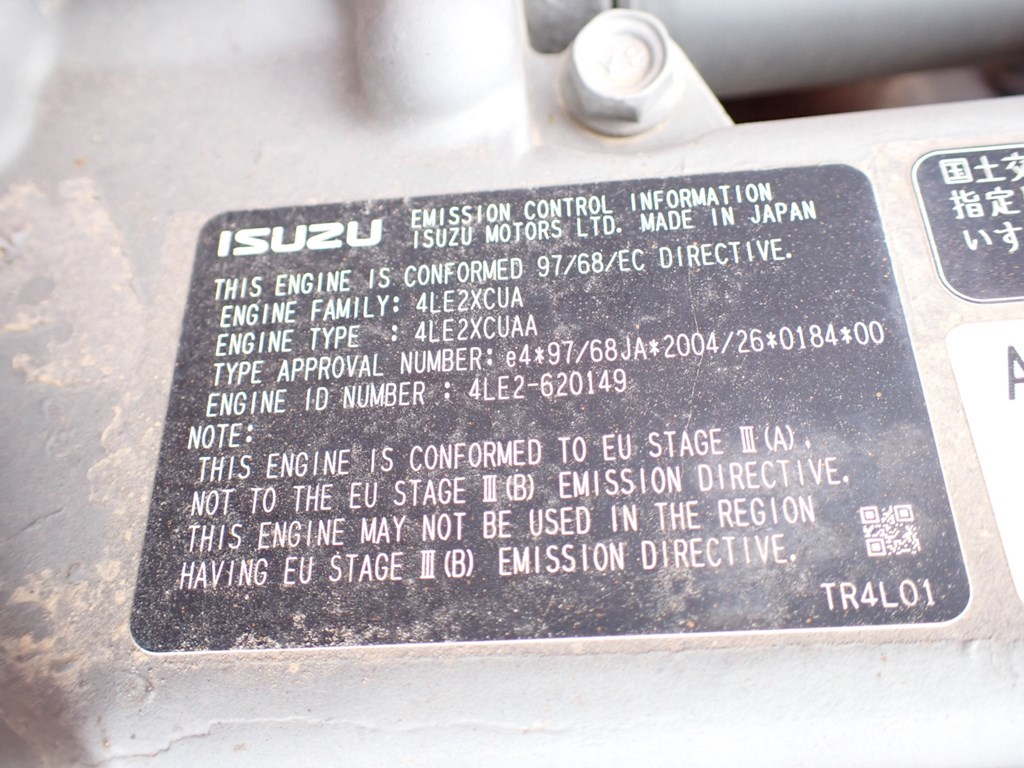 ISUZU EMISSION CONTROL INFORMATION
ISUZU MOTORS LTD. MADE IN JAPAN
THIS ENGINE IS CONFORMED 97/68/EC DIRECTIVE.
ENGINE FAMILY: 4LE2XCUA
ENGINE TYPE : 4LE2XCUAA
TYPE APPROVAL NUMBER: e4*97/68JA*2004/26*0184*00
ENGINE ID NUMBER : 4LE2-620149
NOTE:
THIS ENGINE IS CONFORMED TO EU STAGE Ⅲ(A),
NOT TO THE EU STAGE Ⅲ(B) EMISSION DIRECTIVE.
THIS ENGINE MAY NOT BE USED IN THE REGION
HAVING EU STAGE Ⅲ(B) EMISSION DIRECTIVE.
TR4L01
国土交
指定
いすゞ
A